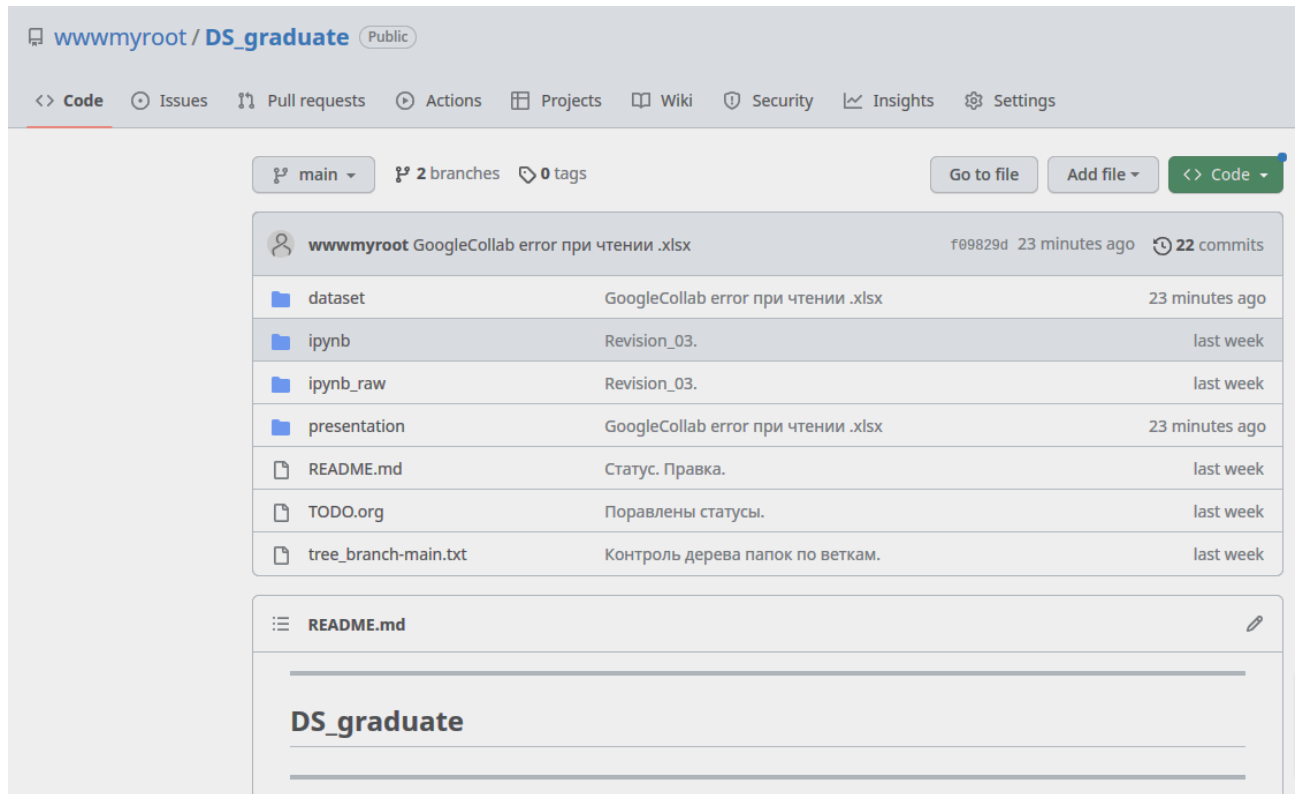 wwwmyroot / DS_graduate Public
<> Code Issues Pull requests Actions Projects Wiki Security Insights Settings
main 2 branches 0 tags Go to file Add file <> Code
wwwmyroot GoogleCollab error при чтении .xlsx f09829d 23 minutes ago 22 commits
dataset GoogleCollab error при чтении .xlsx 23 minutes ago
ipynb Revision_03. last week
ipynb_raw Revision_03. last week
presentation GoogleCollab error при чтении .xlsx 23 minutes ago
README.md Статус. Правка. last week
TODO.org Поравлены статусы. last week
tree_branch-main.txt Контроль дерева папок по веткам. last week
README.md
DS_graduate